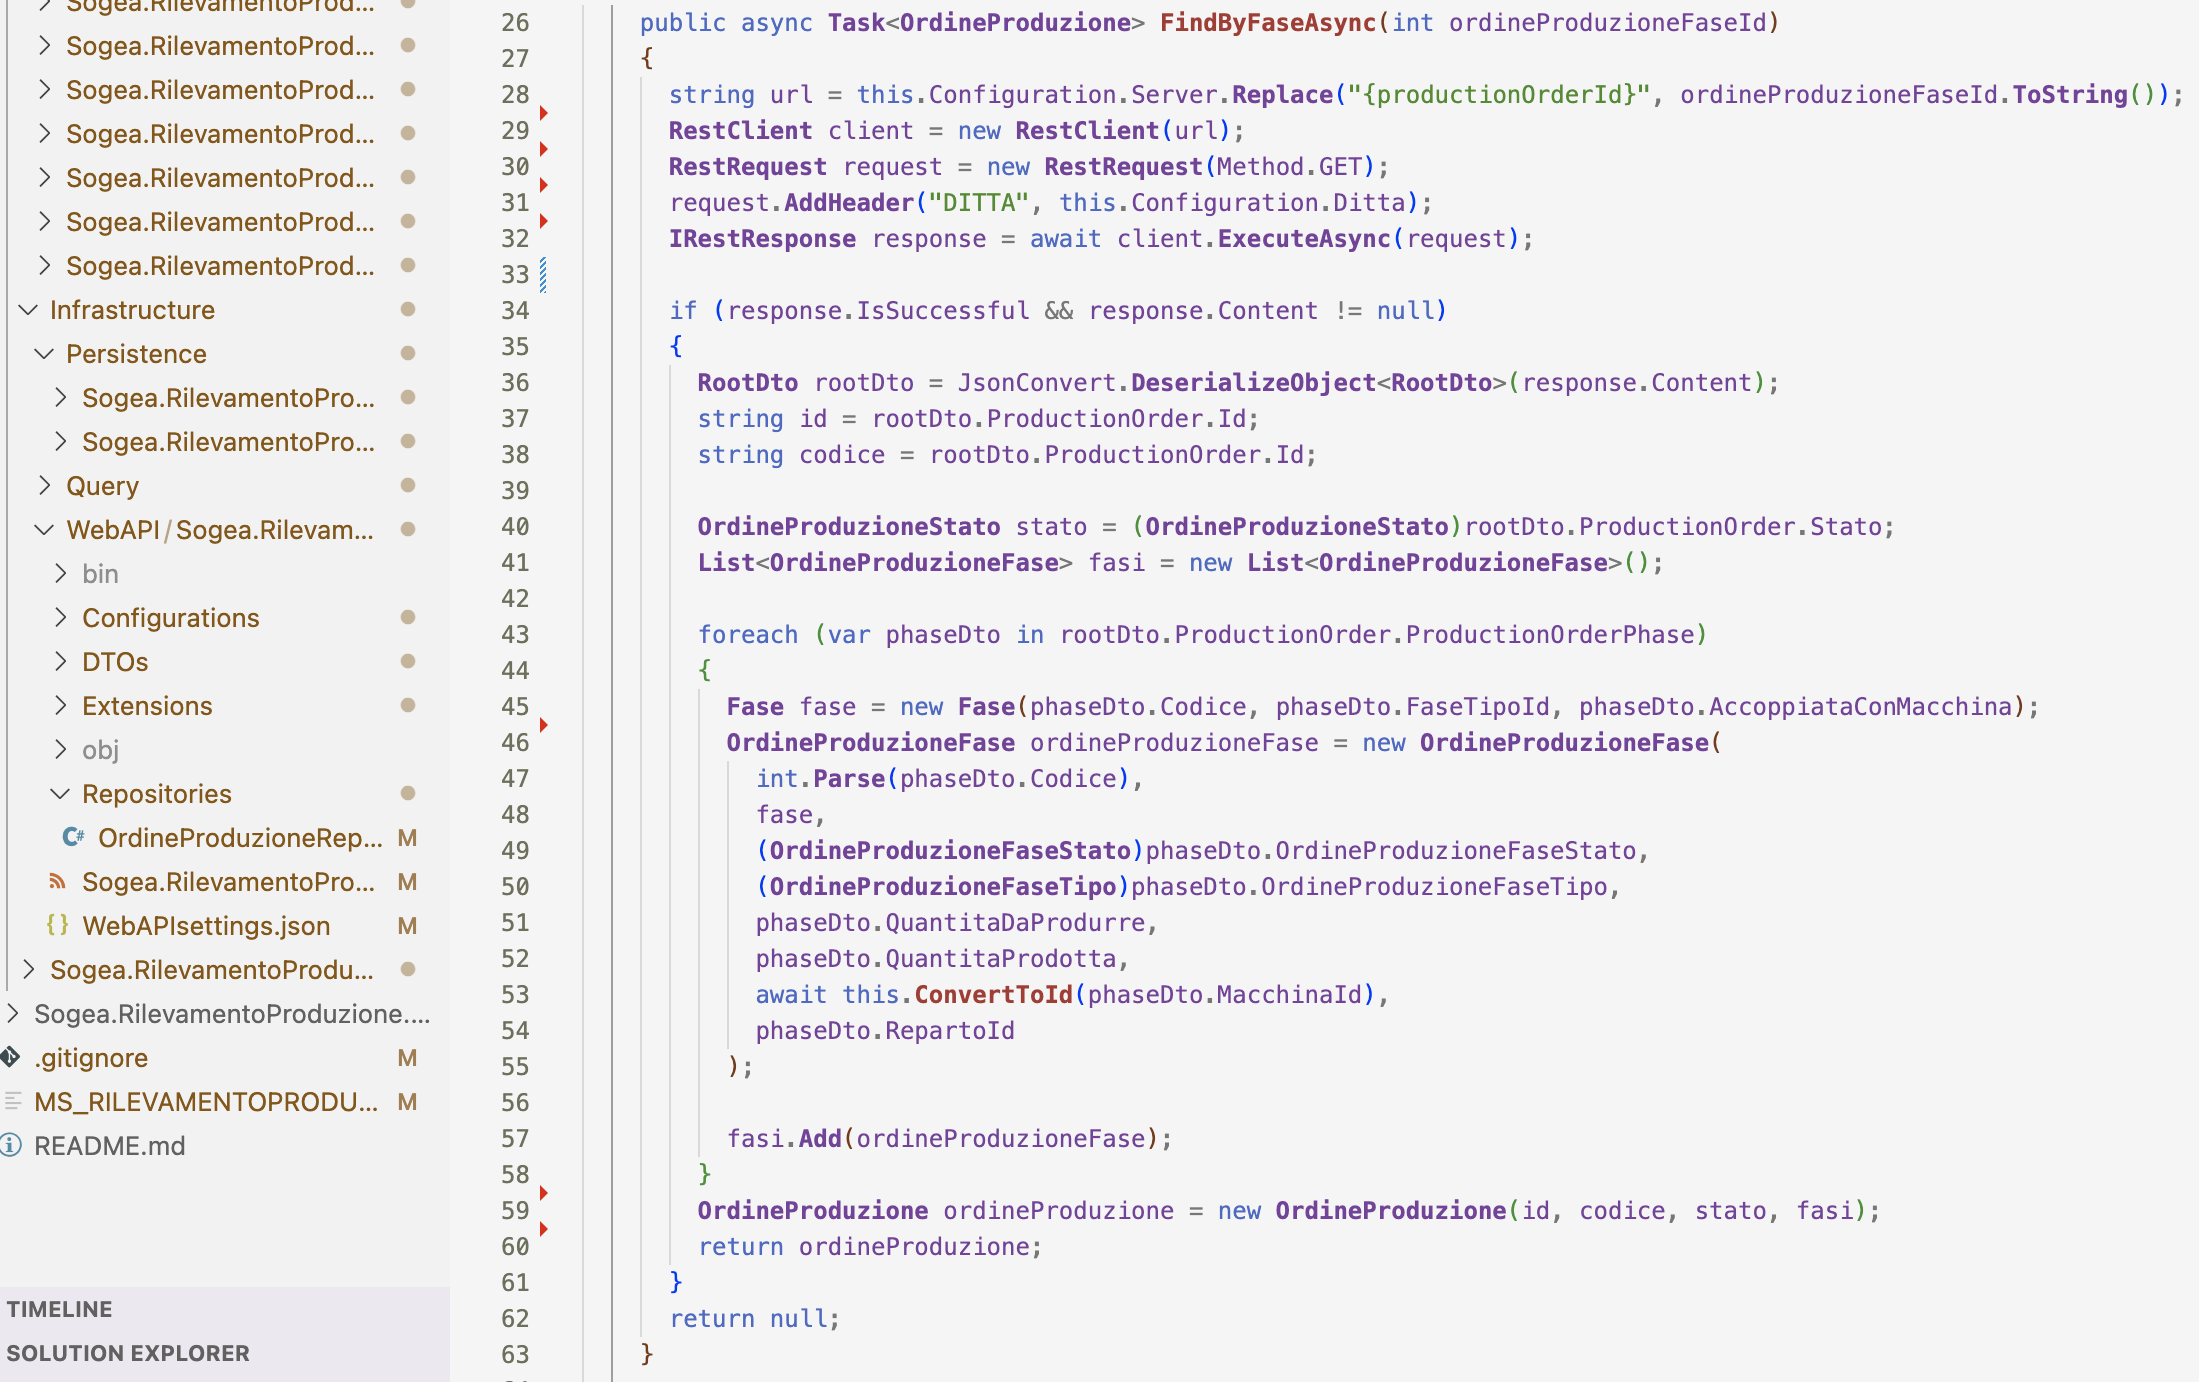 Sogea.RilevamentoProd...
Sogea.RilevamentoProd...
Sogea.RilevamentoProd...
Sogea.RilevamentoProd...
Sogea.RilevamentoProd...
Sogea.RilevamentoProd...
Sogea.RilevamentoProd...
Infrastructure
Persistence
Sogea.RilevamentoPro...
Sogea.RilevamentoPro...
Query
WebAPI/Sogea.Rilevam...
bin
Configurations
DTOs
Extensions
obj
Repositories
C# OrdineProduzioneRep... M
Sogea.RilevamentoPro... M
{} WebAPIsettings.json M
Sogea.RilevamentoProdu...
Sogea.RilevamentoProduzione....
.gitignore M
MS_RILEVAMENTOPRODU... M
README.md
TIMELINE
SOLUTION EXPLORER
26 public async Task<OrdineProduzione> FindByFaseAsync(int ordineProduzioneFaseId)
27 {
28 string url = this.Configuration.Server.Replace("{productionOrderId}", ordineProduzioneFaseId.ToString());
29 RestClient client = new RestClient(url);
30 RestRequest request = new RestRequest(Method.GET);
31 request.AddHeader("DITTA", this.Configuration.Ditta);
32 IRestResponse response = await client.ExecuteAsync(request);
33
34 if (response.IsSuccessful && response.Content != null)
35 {
36 RootDto rootDto = JsonConvert.DeserializeObject<RootDto>(response.Content);
37 string id = rootDto.ProductionOrder.Id;
38 string codice = rootDto.ProductionOrder.Id;
39
40 OrdineProduzioneStato stato = (OrdineProduzioneStato)rootDto.ProductionOrder.Stato;
41 List<OrdineProduzioneFase> fasi = new List<OrdineProduzioneFase>();
42
43 foreach (var phaseDto in rootDto.ProductionOrder.ProductionOrderPhase)
44 {
45 Fase fase = new Fase(phaseDto.Codice, phaseDto.FaseTipoId, phaseDto.AccoppiataConMacchina);
46 OrdineProduzioneFase ordineProduzioneFase = new OrdineProduzioneFase(
47 int.Parse(phaseDto.Codice),
48 fase,
49 (OrdineProduzioneFaseStato)phaseDto.OrdineProduzioneFaseStato,
50 (OrdineProduzioneFaseTipo)phaseDto.OrdineProduzioneFaseTipo,
51 phaseDto.QuantitaDaProdurre,
52 phaseDto.QuantitaProdotta,
53 await this.ConvertToId(phaseDto.MacchinaId),
54 phaseDto.RepartoId
55 );
56
57 fasi.Add(ordineProduzioneFase);
58 }
59 OrdineProduzione ordineProduzione = new OrdineProduzione(id, codice, stato, fasi);
60 return ordineProduzione;
61 }
62 return null;
63 }